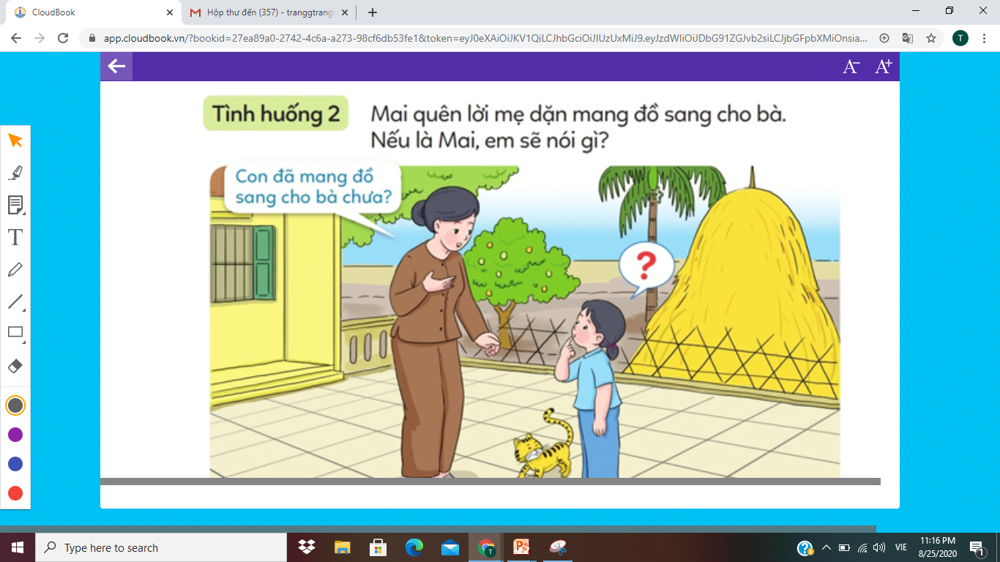 CloudBook
Hộp thư đến (357) - tranggtrang
app.cloudbook.vn/?bookid=27ea89a0-2742-4c6a-a273-98cf6db53fe1&token=eyJ0eXAiOiJKV1QiLCJhbGciOiJIUzUxMiJ9.eyJzdWIiOiJDbG91ZGJvb2siLCJjbGFpbXMiOnsia...
T
A- A+
Tình huống 2 Mai quên lời mẹ dặn mang đồ sang cho bà.
Nếu là Mai, em sẽ nói gì?
Con đã mang đồ
sang cho bà chưa?
?
T
Type here to search
VIE
11:16 PM
8/25/2020
1